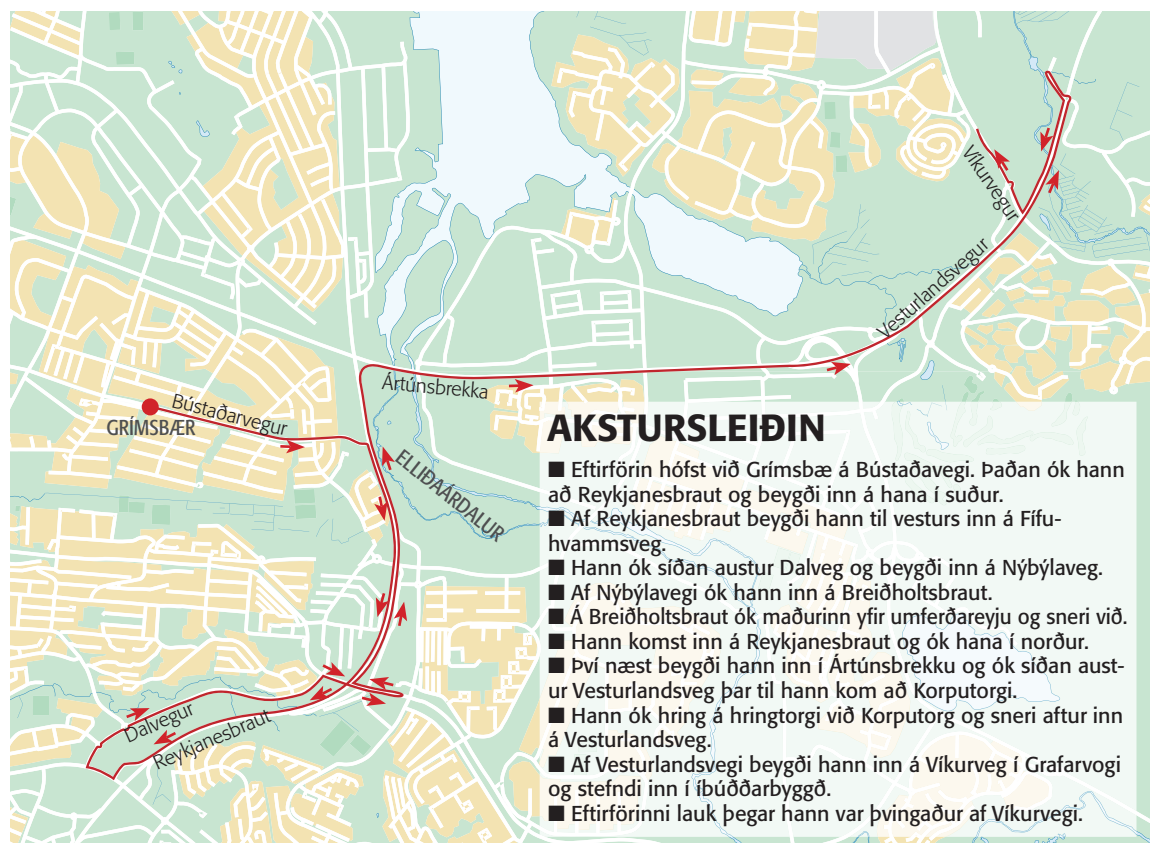 Víkurvegur
Vesturlandsvegur
Ártúnsbrekka
Bústaðarvegur
GRÍMSBÆR
ELLIÐAÁRDALUR
Dalvegur
Reykjanesbraut
AKSTURSLEIÐIN
■ Eftirförin hófst við Grímsbæ á Bústaðavegi. Þaðan ók hann
að Reykjanesbraut og beygði inn á hana í suður.
■ Af Reykjanesbraut beygði hann til vesturs inn á Fífu-
hvammsveg.
■ Hann ók síðan austur Dalveg og beygði inn á Nýbýlaveg.
■ Af Nýbýlavegi ók hann inn á Breiðholtsbraut.
■ Á Breiðholtsbraut ók maðurinn yfir umferðareyju og sneri við.
■ Hann komst inn á Reykjanesbraut og ók hana í norður.
■ Því næst beygði hann inn í Ártúnsbrekku og ók síðan aust-
ur Vesturlandsveg þar til hann kom að Korputorgi.
■ Hann ók hring á hringtorgi við Korputorg og sneri aftur inn
á Vesturlandsveg.
■ Af Vesturlandsvegi beygði hann inn á Víkurveg í Grafarvogi
og stefndi inn í íbúððarbyggð.
■ Eftirförinni lauk þegar hann var þvingaður af Víkurvegi.